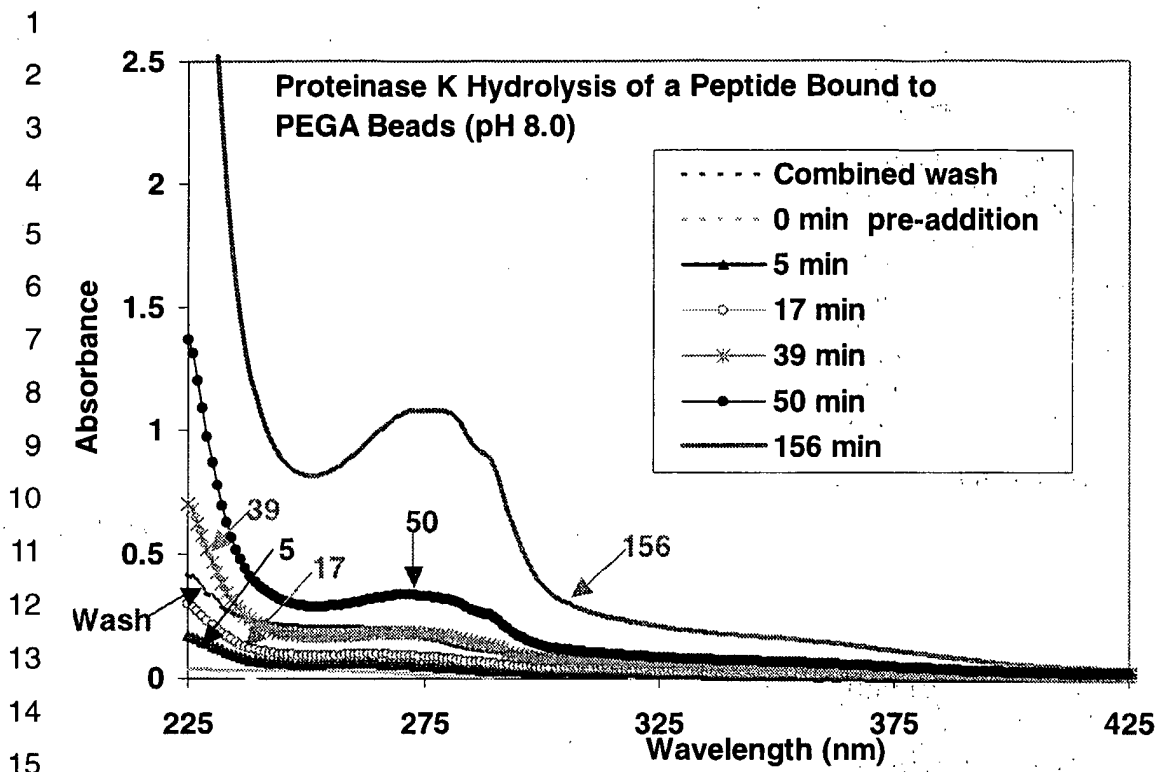 1
2
3
4
5
6
7
8
9
10
11
12
13
14
15
Proteinase K Hydrolysis of a Peptide Bound to
PEGA Beads (pH 8.0)
Absorbance
2.5
2
1.5
1
0.5
0
Combined wash
0 min pre-addition
5 min
17 min
39 min
50 min
156 min
39
5
17
50
156
Wash
225 275 325 375 425
Wavelength (nm)